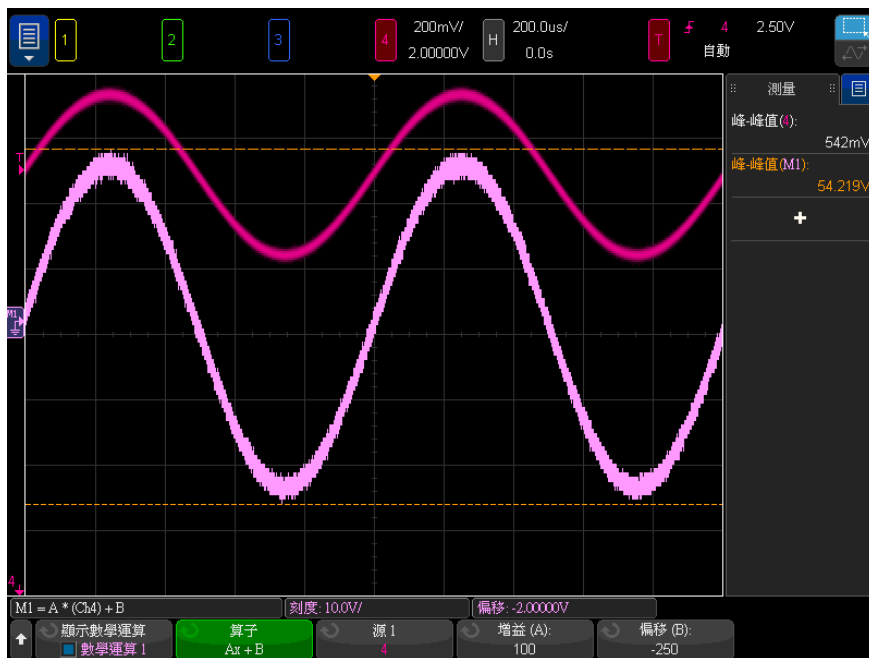 1 2 3 4 200mV/ H 200.0us/ T 4 2.50V
2.00000V 0.0s 自動
測量
峰-峰值(4):
542mV
峰-峰值(M1):
54.219V
+
T
M1
4
M1 = A * (Ch4) + B 刻度: 10.0V/ 偏移: -2.00000V
顯示數學運算 算子 源 1 增益 (A): 偏移 (B):
數學運算 1 Ax + B 4 100 -250